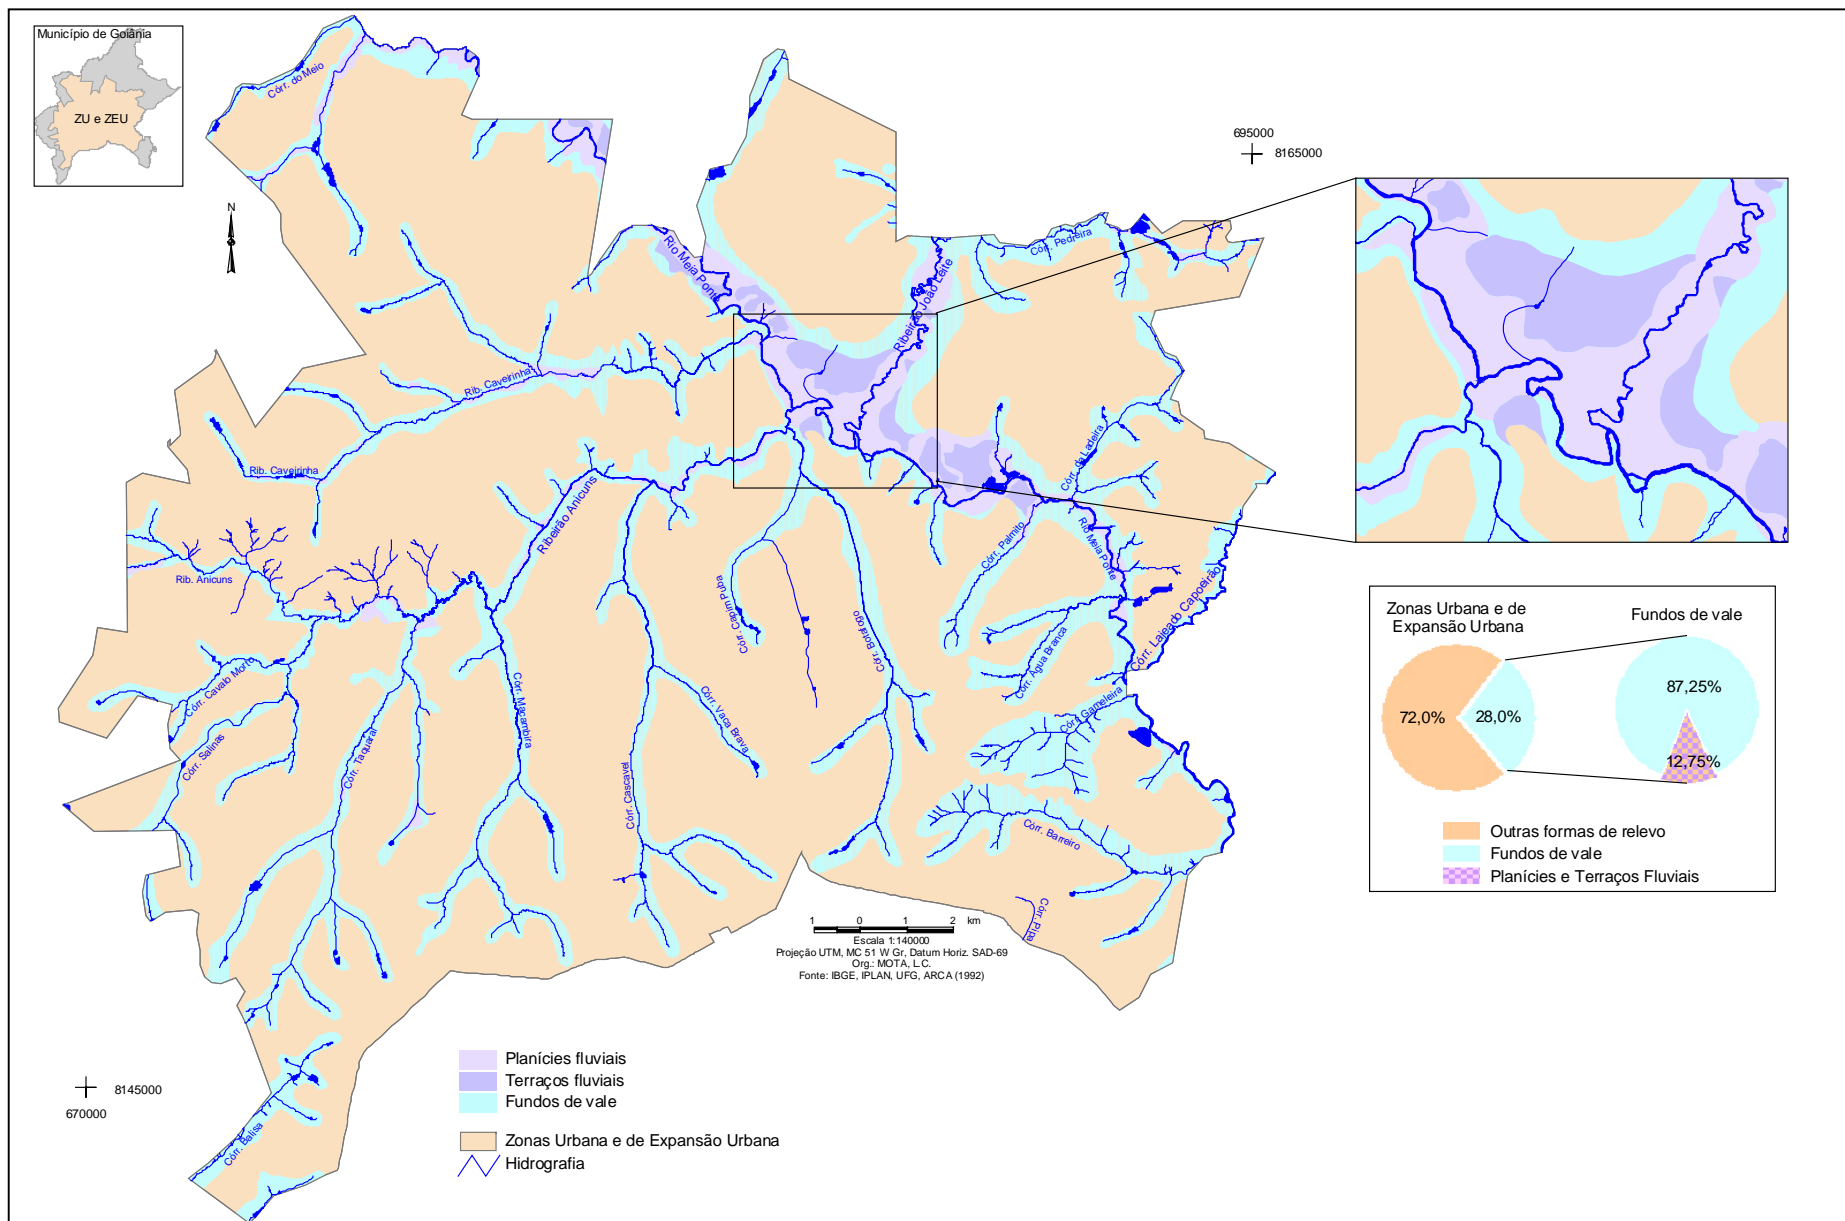 Município de Goiânia
ZU e ZEU
N
695000
8165000
Córr. do Meio
Rio Meia Ponte
Ribeirão João Leite
Córr. Pedreira
Rib. Caveirinha
Rib. Caveirinha
Córr. da Ladeira
Ribeirão Anicuns
Rib. Anicuns
Córr. Palmito
Rio Meia Ponte
Córr. Capim Puba
Córr. Botafogo
Córr. Lajeado Capoeirão
Córr. Água Branca
Córr. Cavalo Morto
Córr. Macambira
Córr. Vaca Brava
Córr. Gameleira
Córr. Salinas
Córr. Taquaral
Córr. Cascavel
Córr. Barreiro
Córr. Pipa
Córr. Balisa
Zonas Urbana e de
Expansão Urbana
Fundos de vale
72,0%
28,0%
87,25%
12,75%
Outras formas de relevo
Fundos de vale
Planícies e Terraços Fluviais
1 0 1 2 km
Escala 1:140000
Projeção UTM, MC 51 W Gr, Datum Horiz. SAD-69
Org.: MOTA, L.C.
Fonte: IBGE, IPLAN, UFG, ARCA (1992)
8145000
670000
Planícies fluviais
Terraços fluviais
Fundos de vale
Zonas Urbana e de Expansão Urbana
Hidrografia